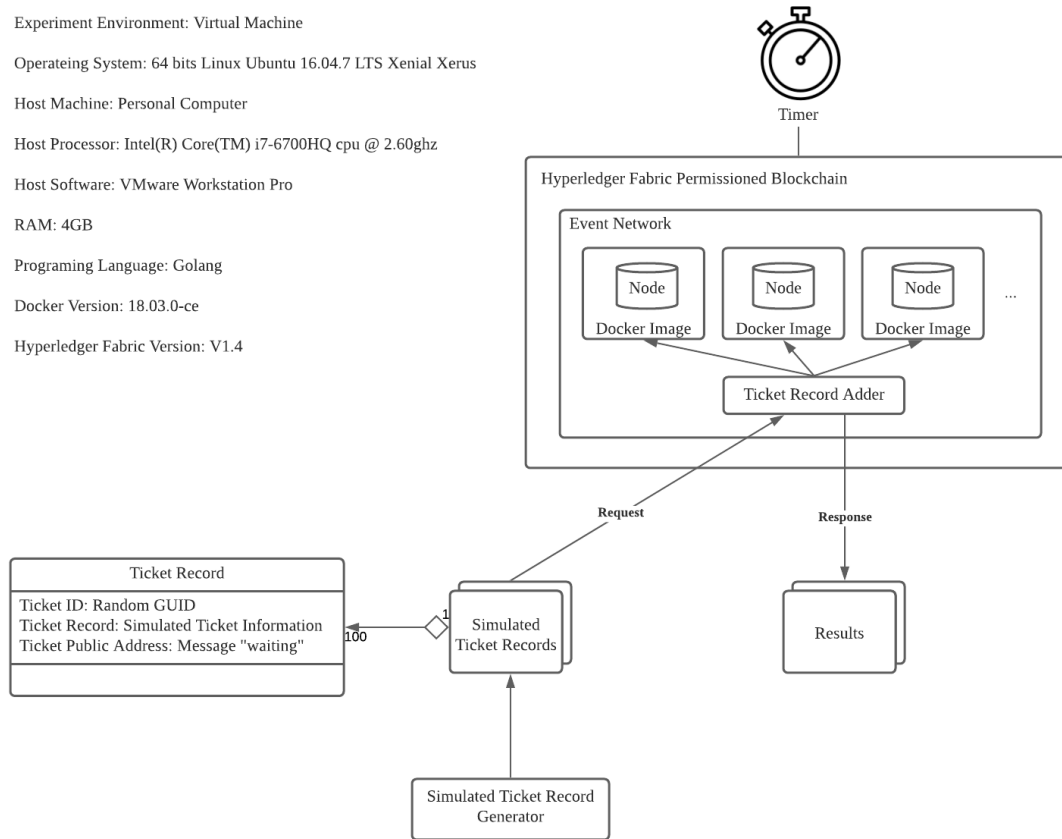 Experiment Environment: Virtual Machine
Operateing System: 64 bits Linux Ubuntu 16.04.7 LTS Xenial Xerus
Host Machine: Personal Computer
Host Processor: Intel(R) Core(TM) i7-6700HQ cpu @ 2.60ghz
Host Software: VMware Workstation Pro
RAM: 4GB
Programing Language: Golang
Docker Version: 18.03.0-ce
Hyperledger Fabric Version: V1.4
Timer
Hyperledger Fabric Permissioned Blockchain
Event Network
Node
Docker Image
Node
Docker Image
Node
Docker Image
...
Ticket Record Adder
Request
Response
Ticket Record
Ticket ID: Random GUID
Ticket Record: Simulated Ticket Information
Ticket Public Address: Message "waiting"
100
1
Simulated
Ticket Records
Results
Simulated Ticket Record
Generator